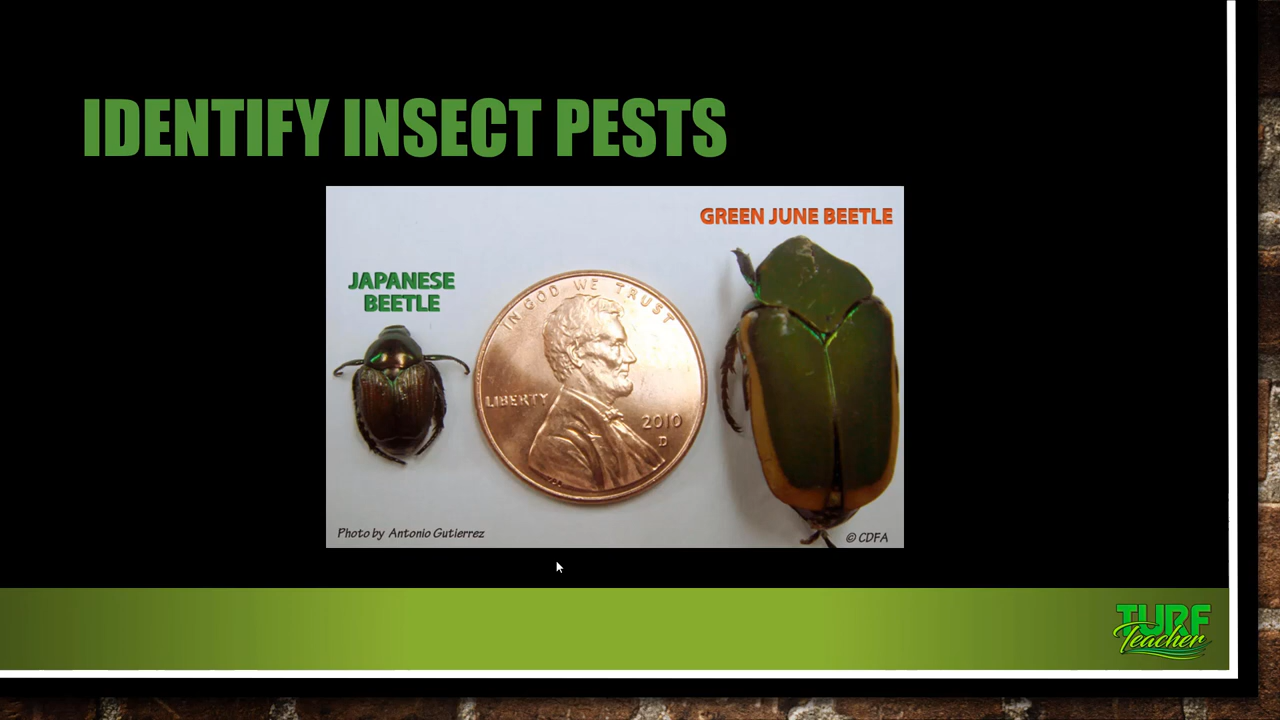 IDENTIFY INSECT PESTS
GREEN JUNE BEETLE
JAPANESE
BEETLE
IN GOD WE TRUST
LIBERTY
2010
D
Photo by Antonio Gutierrez
© CDFA
TURF
Teacher